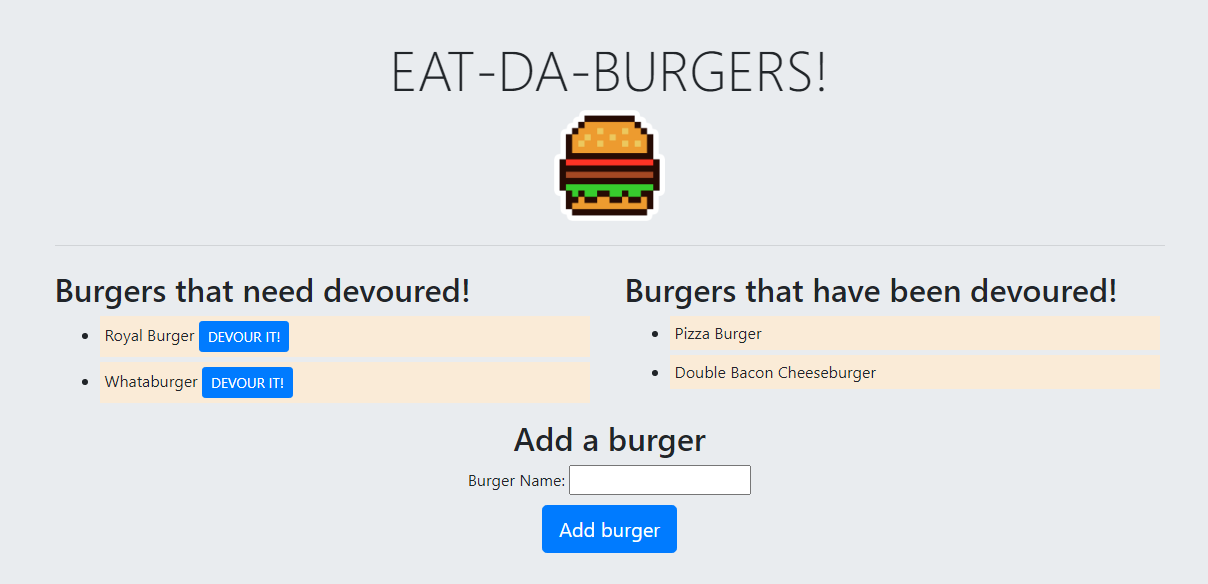 EAT-DA-BURGERS!
Burgers that need devoured!
Royal Burger DEVOUR IT!
Whataburger DEVOUR IT!
Burgers that have been devoured!
Pizza Burger
Double Bacon Cheeseburger
Add a burger
Burger Name:
Add burger